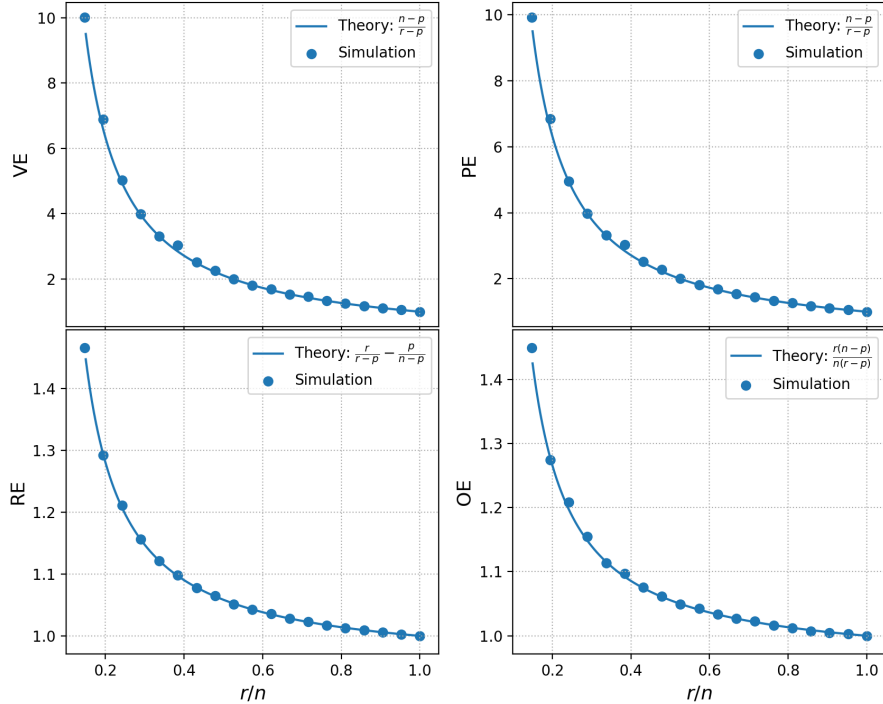 10
8
6
4
2
VE
Theory: \frac{n-p}{r-p}
Simulation
10
8
6
4
2
PE
Theory: \frac{n-p}{r-p}
Simulation
1.4
1.3
1.2
1.1
1.0
RE
Theory: \frac{r}{r-p} - \frac{p}{n-p}
Simulation
0.2 0.4 0.6 0.8 1.0
r/n
1.4
1.3
1.2
1.1
1.0
OE
Theory: \frac{r(n-p)}{n(r-p)}
Simulation
0.2 0.4 0.6 0.8 1.0
r/n